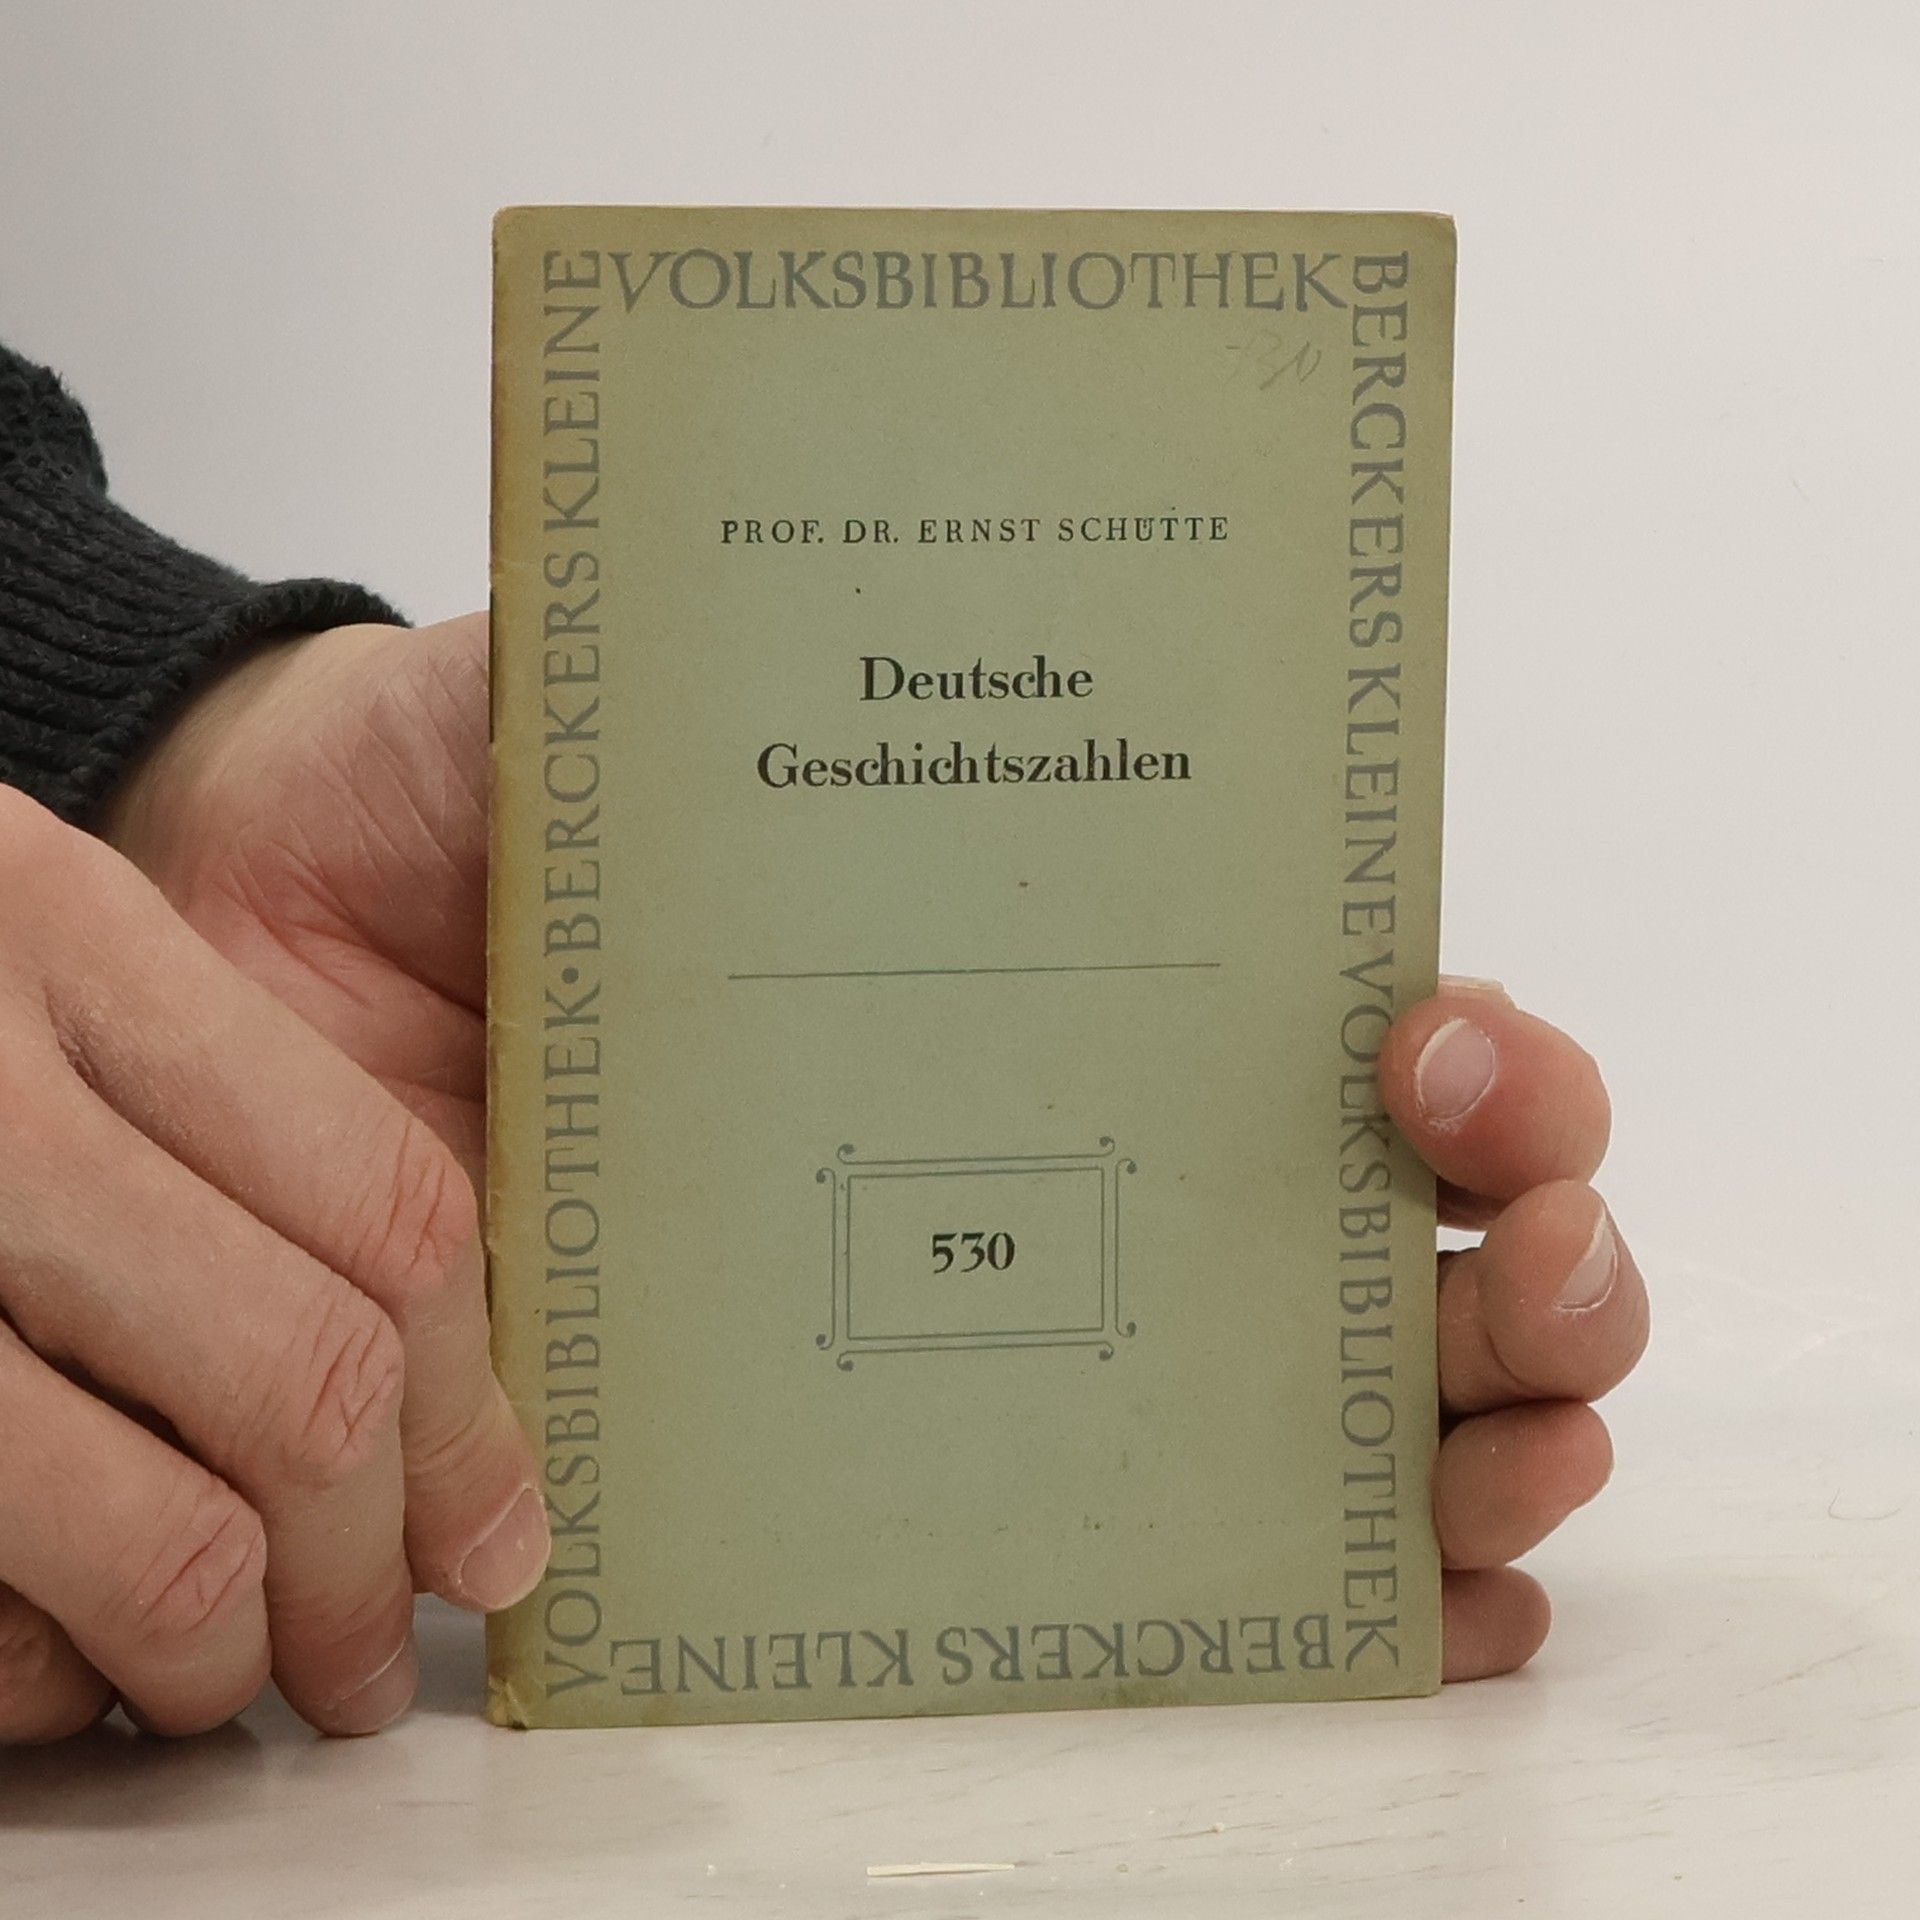 VOLKSBIBLIOTHEK
BERCKERS KLEINE VOLKSBIBLIOTHEK
BERCKERS KLEINE
VOLKSBIBLIOTHEK • BERCKERS KLEINE
PROF. DR. ERNST SCHÜTTE
Deutsche
Geschichtszahlen
530